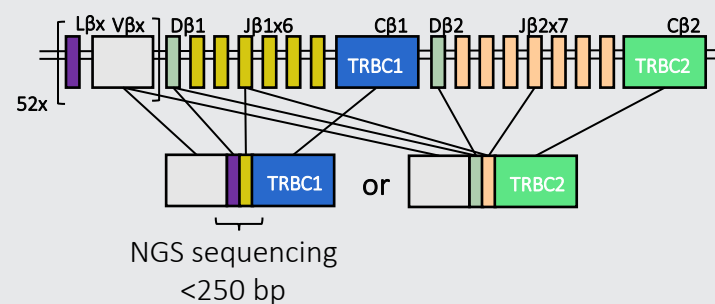 Lβx Vβx Dβ1 Jβ1x6 Cβ1 Dβ2 Jβ2x7 Cβ2
TRBC1 TRBC2
52x
TRBC1 or TRBC2
NGS sequencing
<250 bp